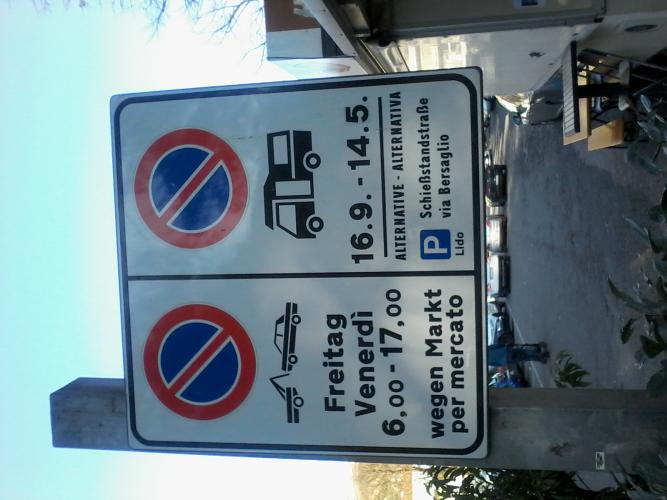 Freitag
Venerdì
6,00 - 17,00
wegen Markt
per mercato
16.9. - 14.5.
ALTERNATIVE - ALTERNATIVA
P Schießstandstraße
via Bersaglio
Lido